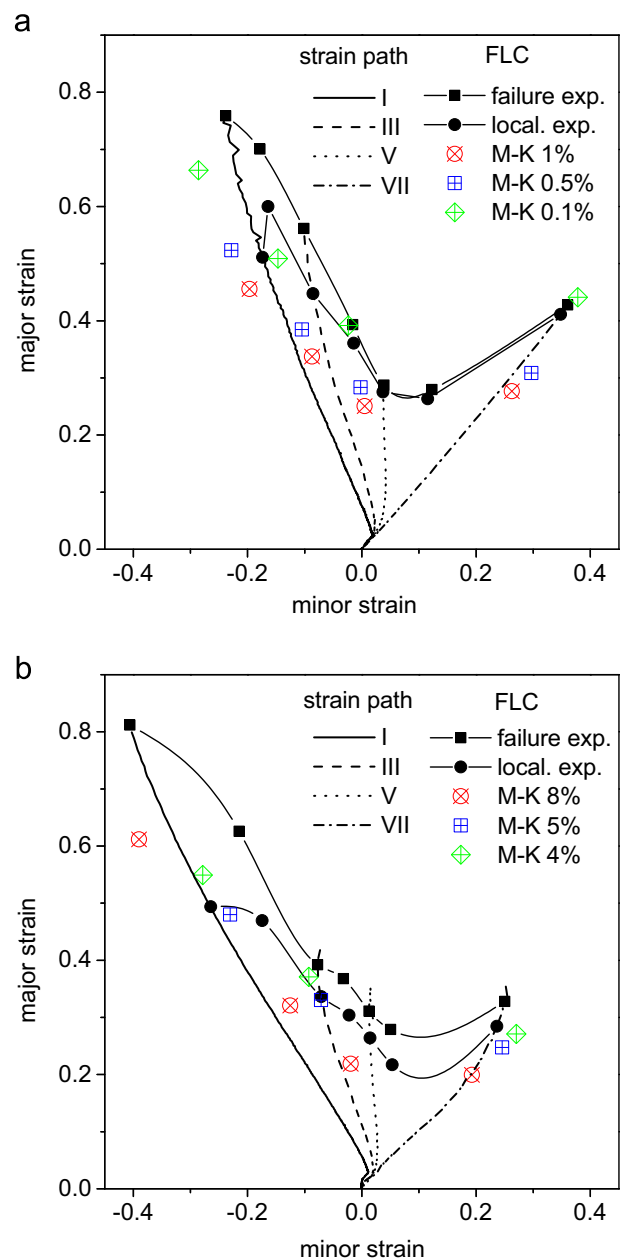 a
strain path FLC
I failure exp.
III local. exp.
V M-K 1%
VII M-K 0.5%
M-K 0.1%
0.8
0.6
0.4
0.2
0.0
major strain
-0.4 -0.2 0.0 0.2 0.4
minor strain
b
strain path FLC
I failure exp.
III local. exp.
V M-K 8%
VII M-K 5%
M-K 4%
0.8
0.6
0.4
0.2
0.0
major strain
-0.4 -0.2 0.0 0.2 0.4
minor strain